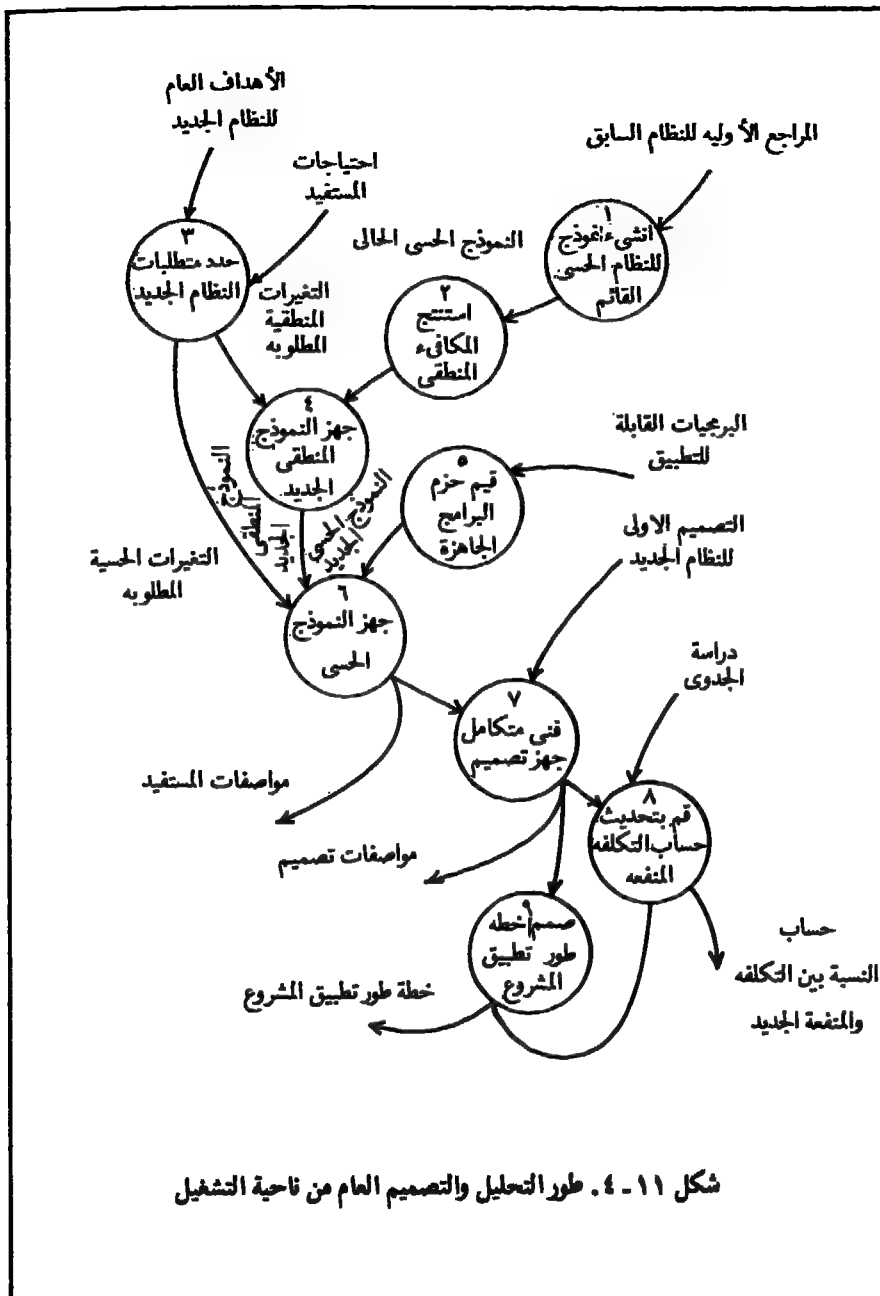 الأهداف العام
للنظام الجديد
المراجع الأوليه للنظام السابق
احتياجات
المستفيد
١
انشىء نموذج
للنظام الحسى
القائم
النموذج الحسى الحالى
٣
حدد متطلبات
النظام الجديد
٢
استنتج
المكافىء
المنطقى
التغيرات
المنطقية
المطلوبه
٤
جهز النموذج
المنطقى
الجديد
البرمجيات القابلة
للتطبيق
٥
قيم حزم
البرامج
الجاهزة
النموذج
المنطقى
الجديد
النموذج الحسى
الجديد
التصميم الاولى
للنظام الجديد
التغيرات الحسية
المطلوبه
٦
جهز النموذج
الحسى
دراسة
الجدوى
٧
فنى متكامل
جهز تصميم
مواصفات المستفيد
٨
قم بتحديث
حساب التكلفه
المنفعه
مواصفات تصميم
٩
صمم خطه
طور تطبيق
المشروع
حساب
النسبة بين التكلفه
والمتفعة الجديد
خطة طور تطبيق المشروع
شكل ١١ - ٤. طور التحليل والتصميم العام من ناحية التشغيل